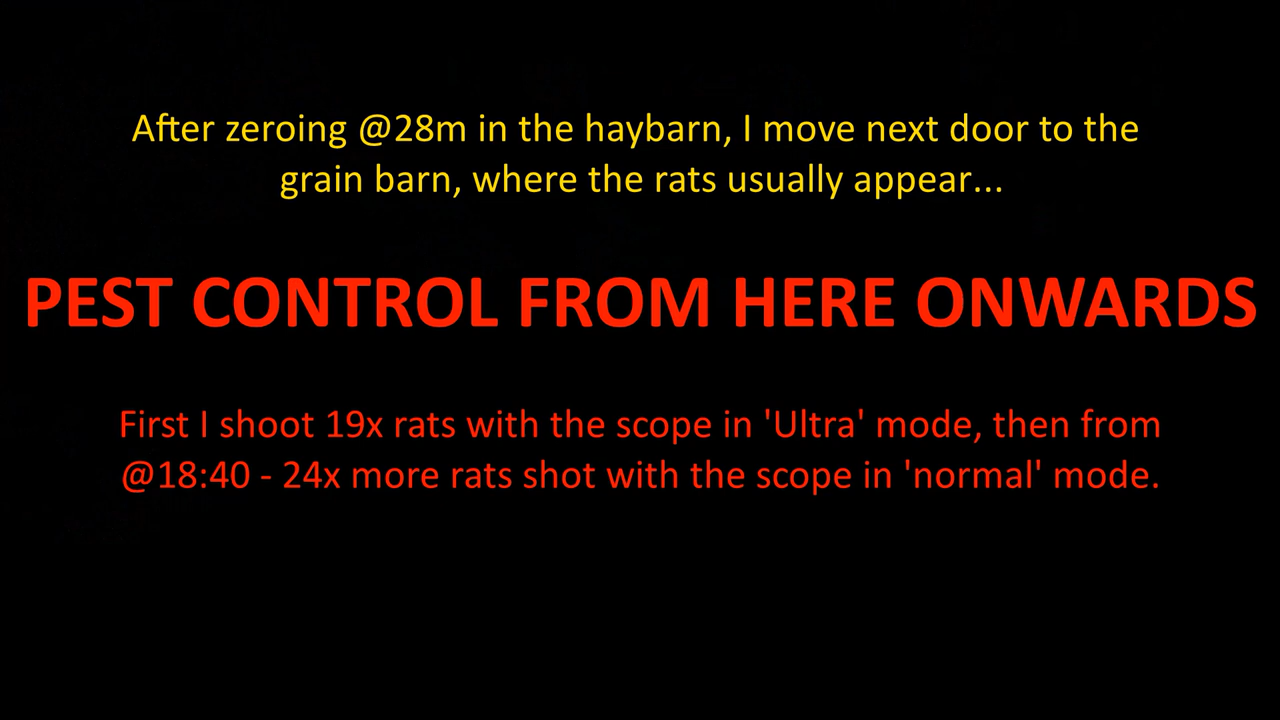 After zeroing @28m in the haybarn, I move next door to the
grain barn, where the rats usually appear...
PEST CONTROL FROM HERE ONWARDS
First I shoot 19x rats with the scope in 'Ultra' mode, then from
@18:40 - 24x more rats shot with the scope in 'normal' mode.